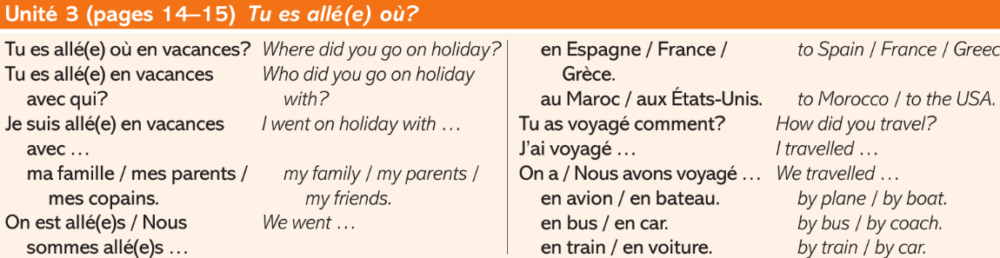 Unité 3 (pages 14–15) Tu es allé(e) où?
Tu es allé(e) où en vacances? Where did you go on holiday?
Tu es allé(e) en vacances Who did you go on holiday
avec qui? with?
Je suis allé(e) en vacances I went on holiday with …
avec …
ma famille / mes parents / my family / my parents /
mes copains. my friends.
On est allé(e)s / Nous We went …
sommes allé(e)s …
en Espagne / France / to Spain / France / Greec
Grèce.
au Maroc / aux États-Unis. to Morocco / to the USA.
Tu as voyagé comment? How did you travel?
J'ai voyagé … I travelled …
On a / Nous avons voyagé … We travelled …
en avion / en bateau. by plane / by boat.
en bus / en car. by bus / by coach.
en train / en voiture. by train / by car.